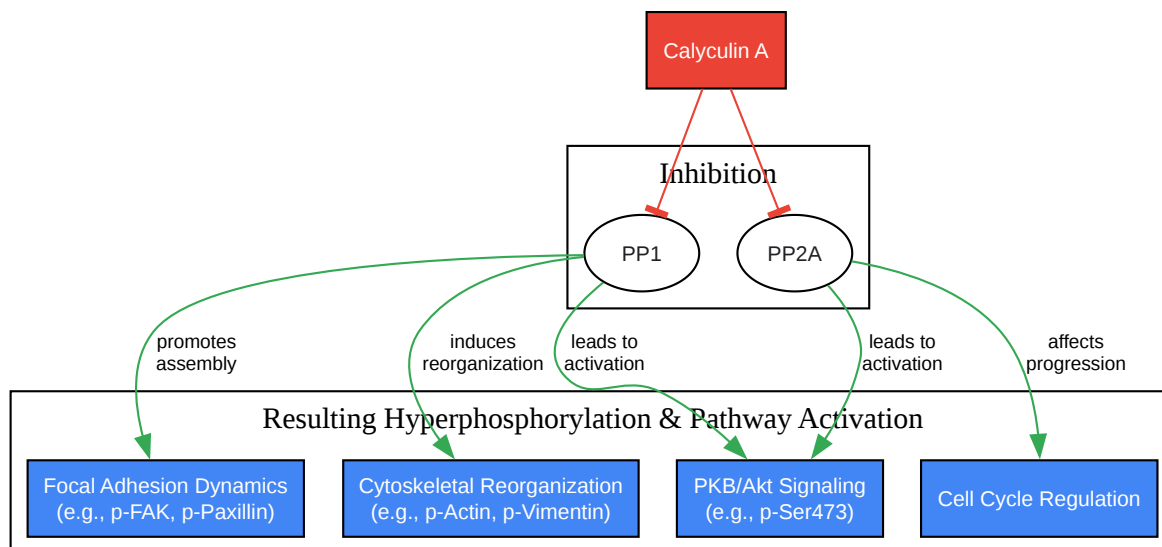 Calyculin A
Inhibition
PP1
PP2A
promotes
assembly
induces
reorganization
leads to
activation
leads to
activation
affects
progression
Resulting Hyperphosphorylation & Pathway Activation
Focal Adhesion Dynamics
(e.g., p-FAK, p-Paxillin)
Cytoskeletal Reorganization
(e.g., p-Actin, p-Vimentin)
PKB/Akt Signaling
(e.g., p-Ser473)
Cell Cycle Regulation